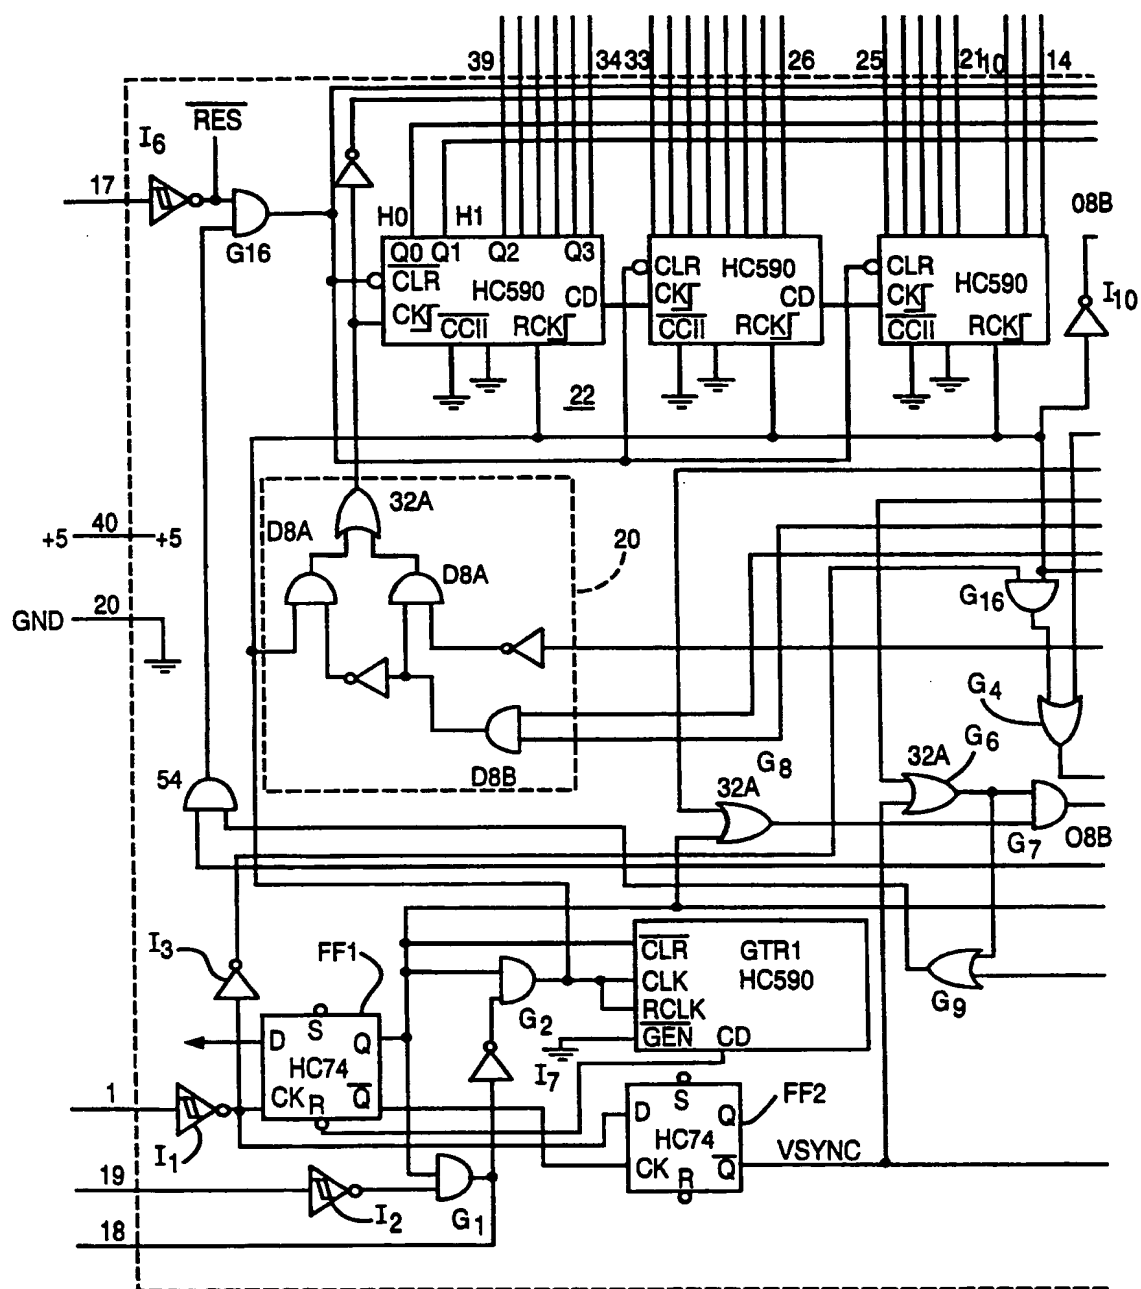 39 34 33 26 25 21 10 14
RES
I6
17
G16
H0 H1
08B
Q0 Q1 Q2 Q3
CLR
HC590
CD
CK
CCII
RCK
CLR
HC590
CK
CD
CCII
RCK
CLR
HC590
CK
CCII
RCK
I10
22
32A
D8A
D8A
20
+5 40 +5
GND 20
G16
D8B
G4
G6
G8
32A
32A
54
G7
08B
I3
FF1
S
D Q
HC74
CK R Q
G2
CLR GTR1
CLK HC590
RCLK
GEN CD
G9
I7
1
I1
S
D Q
HC74
CK R Q
FF2
VSYNC
19
I2
G1
18